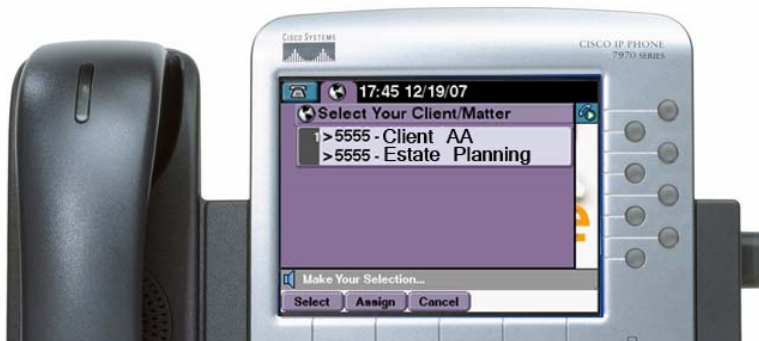 CISCO SYSTEMS
CISCO IP PHONE
7970 SERIES
17:45 12/19/07
Select Your Client/Matter
1 >5555 - Client AA
>5555 - Estate Planning
e
Make Your Selection...
Select Assign Cancel